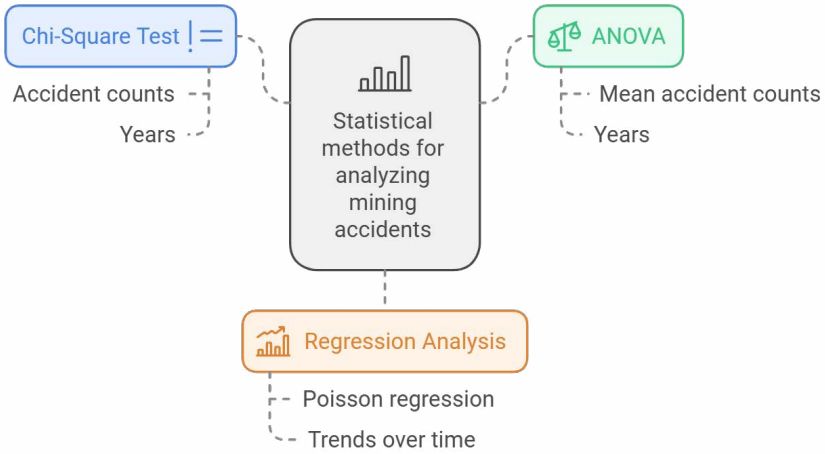 Chi-Square Test
Accident counts
Years
Statistical
methods for
analyzing
mining
accidents
ANOVA
Mean accident counts
Years
Regression Analysis
Poisson regression
Trends over time